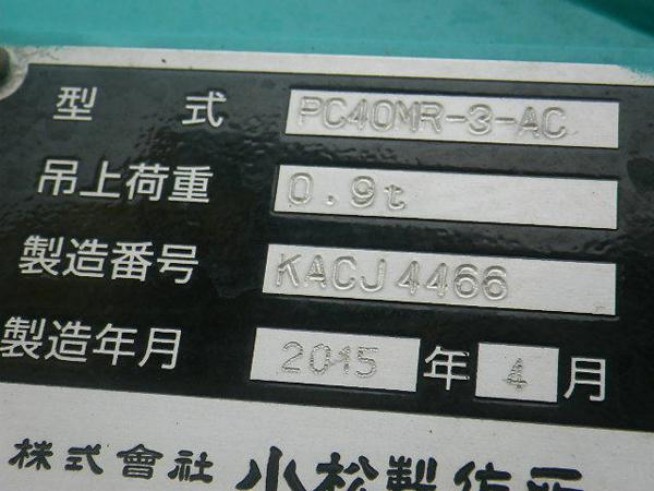 型 式 PC40MR-3-AC
吊上荷重 0.9t
製造番号 KACJ4466
製造年月 2015 年 4 月
株式會社 小松製作所